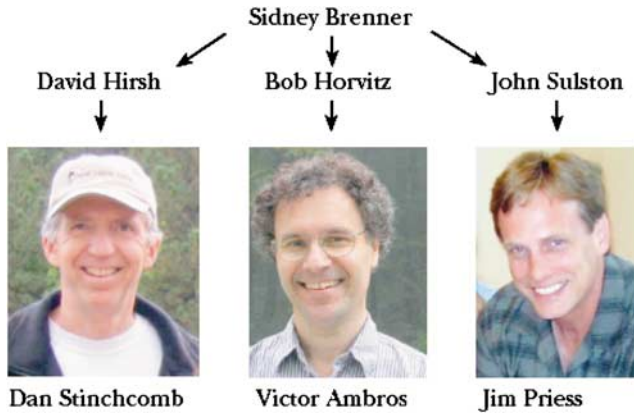 Sidney Brenner
David Hirsh Bob Horvitz John Sulston
Dan Stinchcomb Victor Ambros Jim Priess